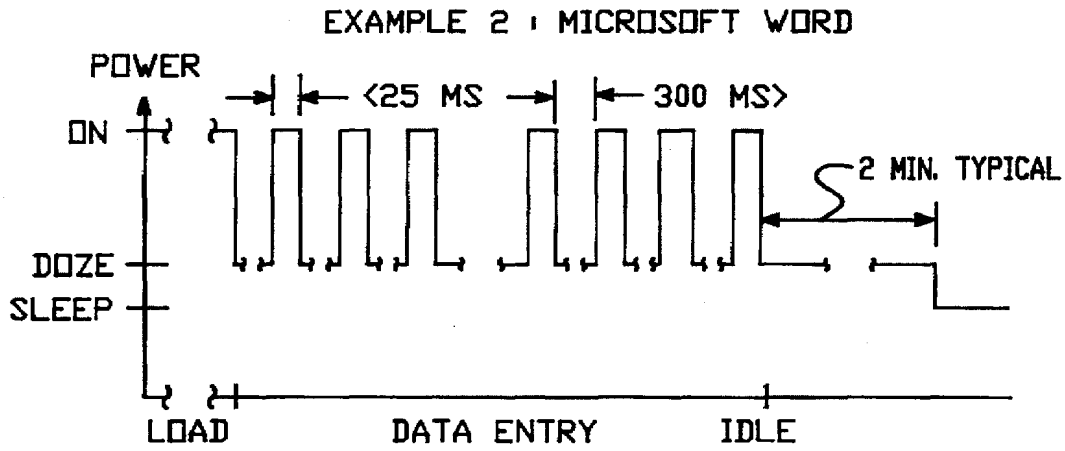 EXAMPLE 2 : MICROSOFT WORD
POWER
<25 MS
300 MS>
ON
2 MIN. TYPICAL
DOZE
SLEEP
LOAD
DATA ENTRY
IDLE